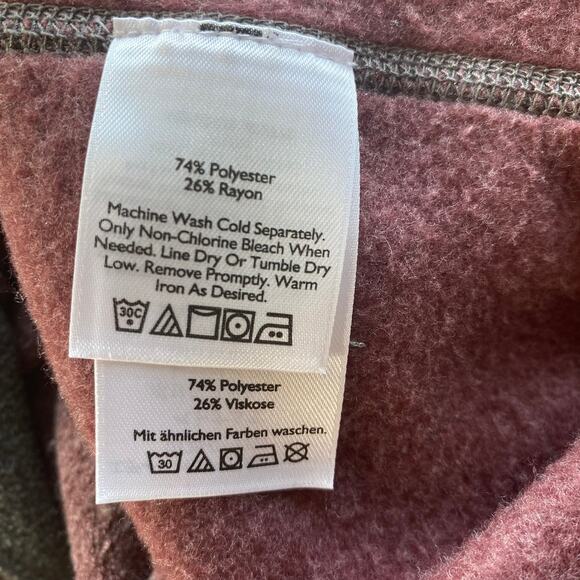 74% Polyester
26% Rayon
Machine Wash Cold Separately.
Only Non-Chlorine Bleach When
Needed. Line Dry Or Tumble Dry
Low. Remove Promptly. Warm
Iron As Desired.
30C
74% Polyester
26% Viskose
Mit ähnlichen Farben waschen.
30